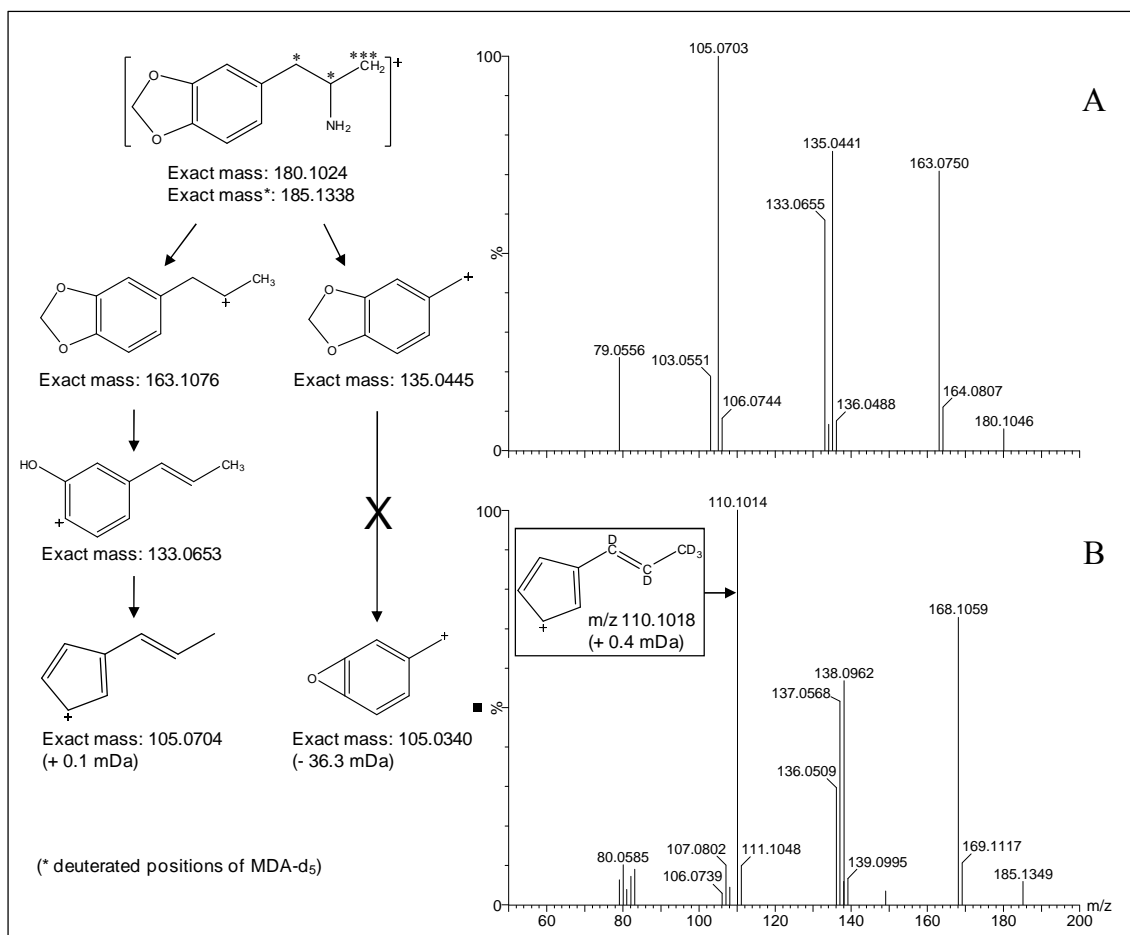 * ***
CH2 +
O
O
NH2
Exact mass: 180.1024
Exact mass*: 185.1338
O
O
CH3
+
Exact mass: 163.1076
O
O
+
Exact mass: 135.0445
HO
CH3
+
Exact mass: 133.0653
X
+
Exact mass: 105.0704
(+ 0.1 mDa)
O
+
Exact mass: 105.0340
(- 36.3 mDa)
(* deuterated positions of MDA-d5)
A
100
%
0
105.0703
135.0441
163.0750
133.0655
79.0556
103.0551
106.0744
136.0488
164.0807
180.1046
B
100
%
0
110.1014
D
CD3
C
C
D
+
m/z 110.1018
(+ 0.4 mDa)
168.1059
138.0962
137.0568
136.0509
80.0585
107.0802
106.0739
111.1048
139.0995
169.1117
185.1349
60 80 100 120 140 160 180 200
m/z